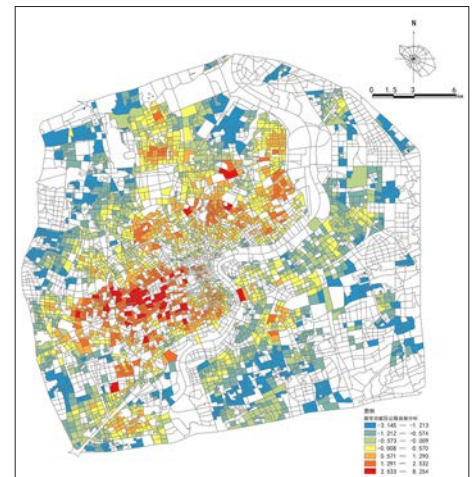 N
0 1.5 3 6
图例
-3.145 — -1.213
-1.212 — -0.574
-0.573 — -0.009
-0.008 — 0.570
0.571 — 1.290
1.291 — 2.532
2.533 — 8.254